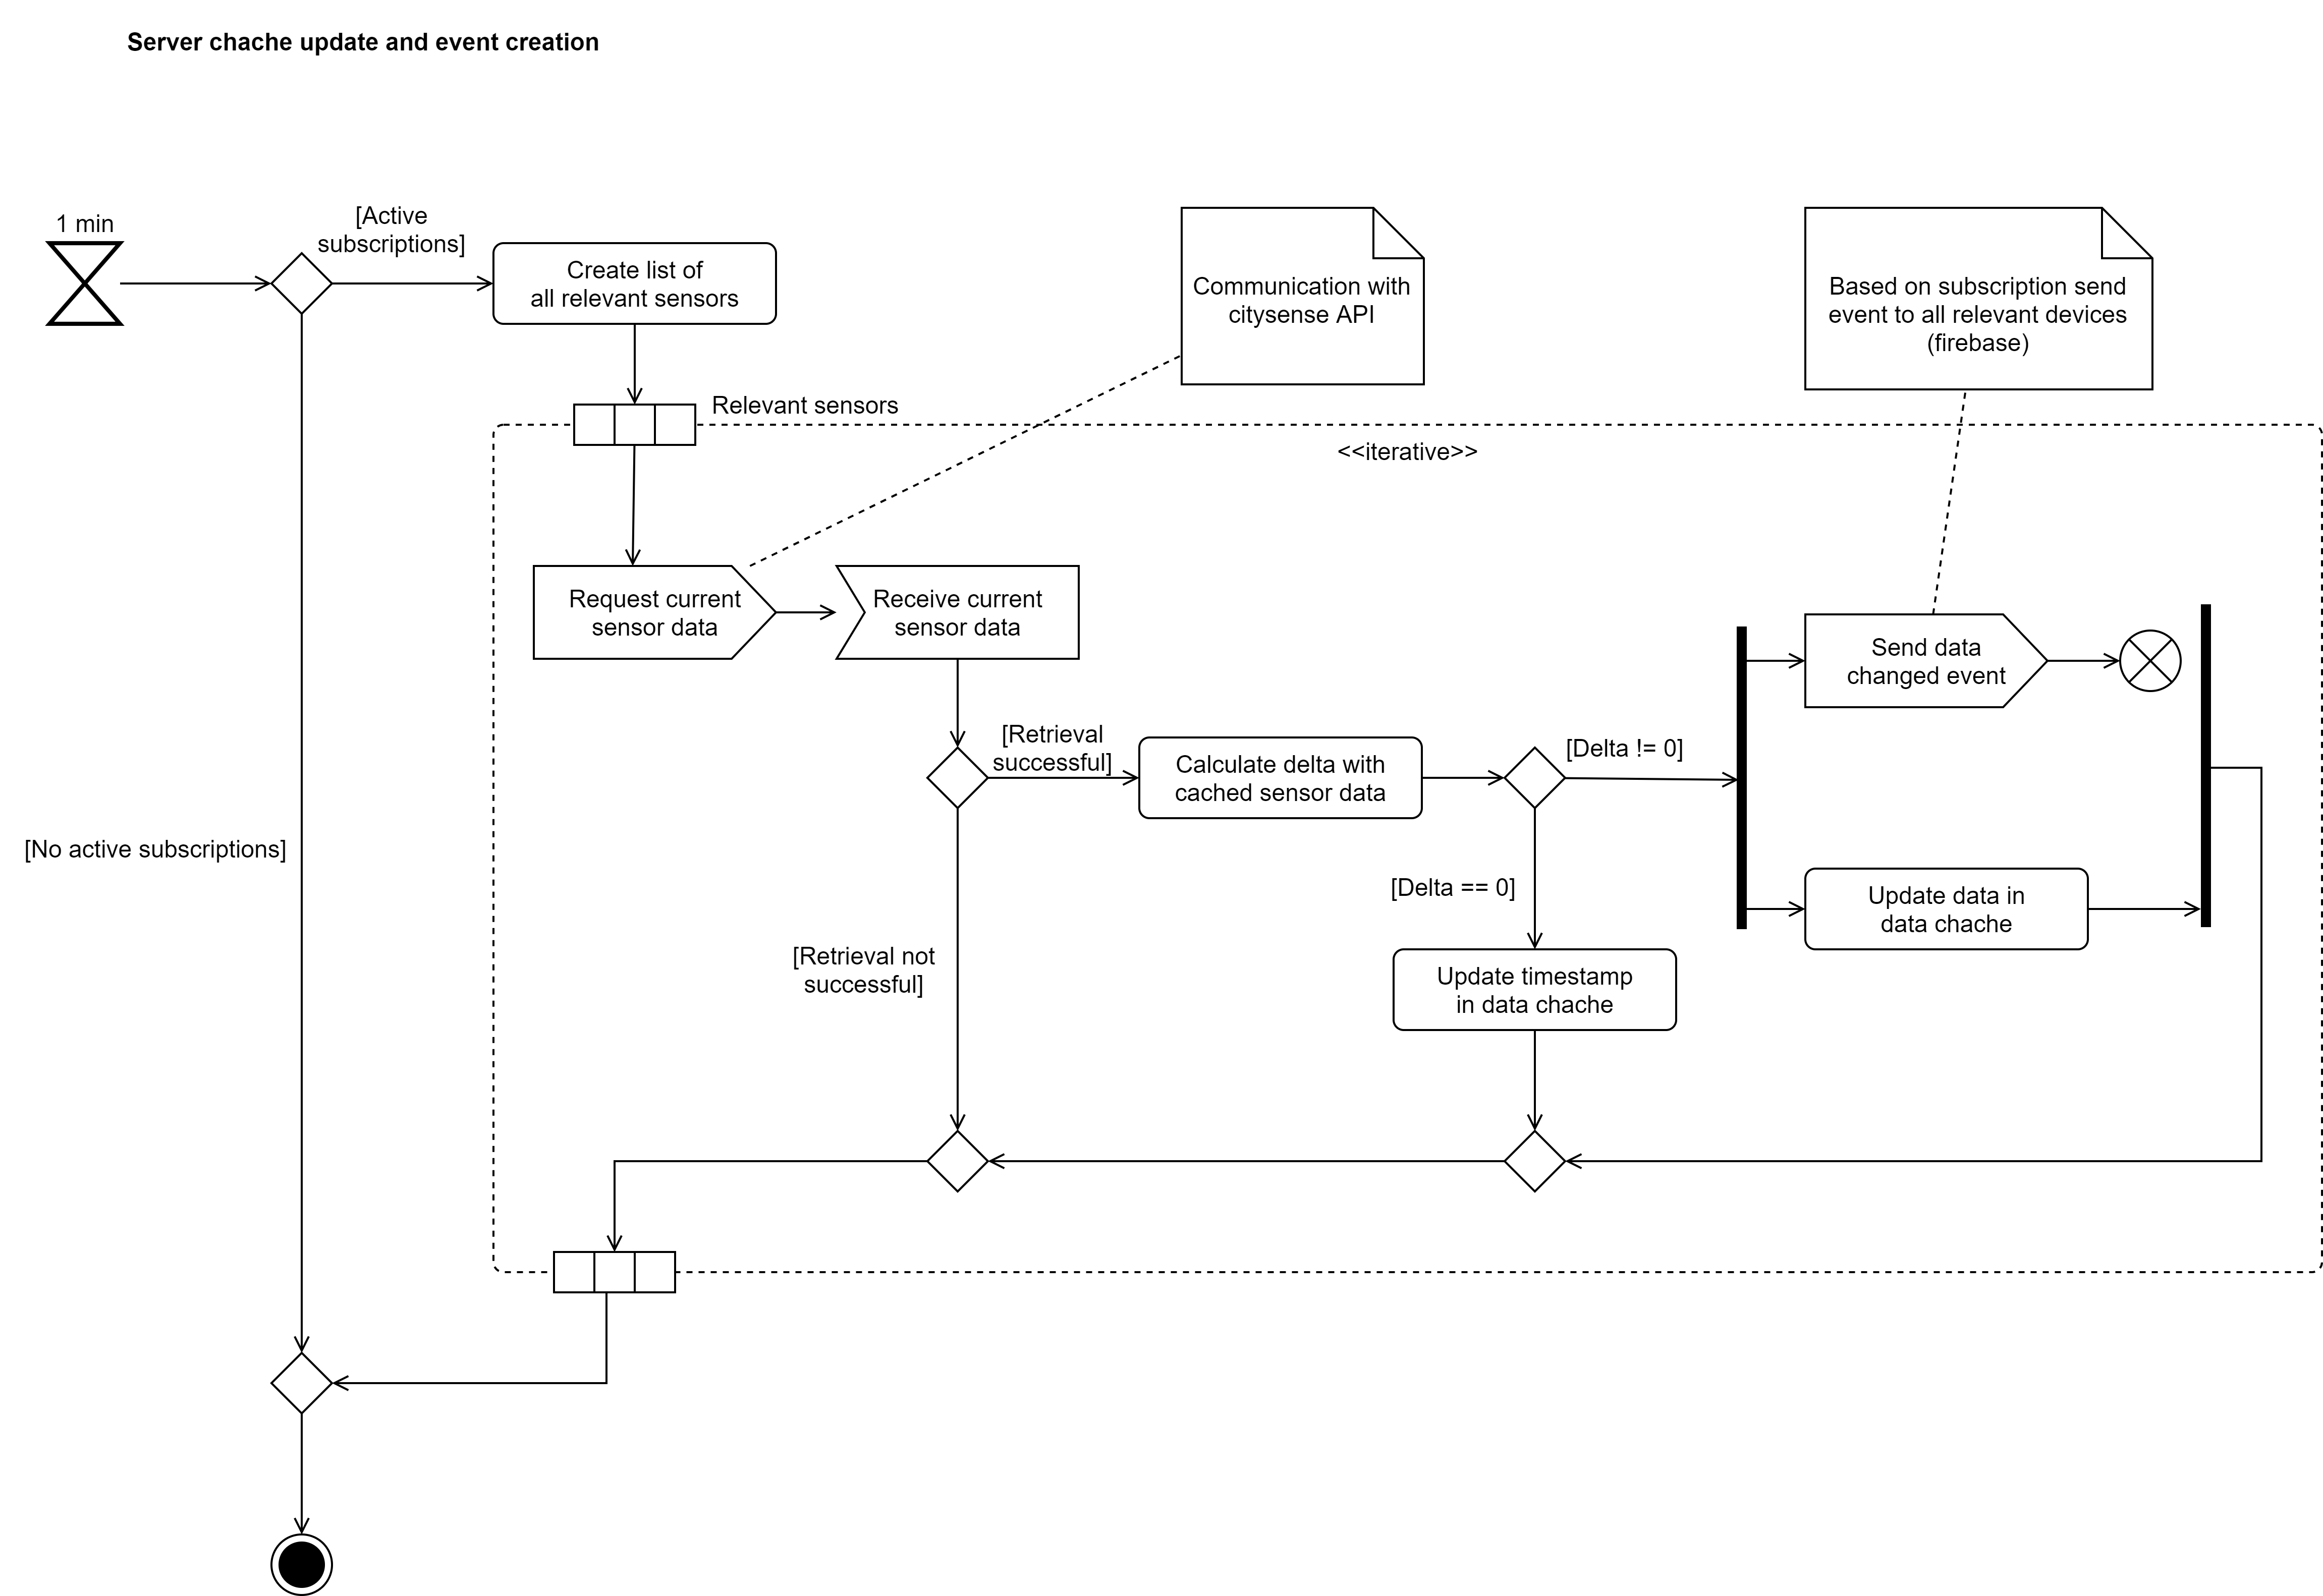 Server chache update and event creation
1 min
[Active
subscriptions]
Create list of
all relevant sensors
Communication with
citysense API
Based on subscription send
event to all relevant devices
(firebase)
Relevant sensors
<<iterative>>
Request current
sensor data
Receive current
sensor data
Send data
changed event
[Retrieval
successful]
Calculate delta with
cached sensor data
[Delta != 0]
[No active subscriptions]
[Delta == 0]
Update data in
data chache
[Retrieval not
successful]
Update timestamp
in data chache